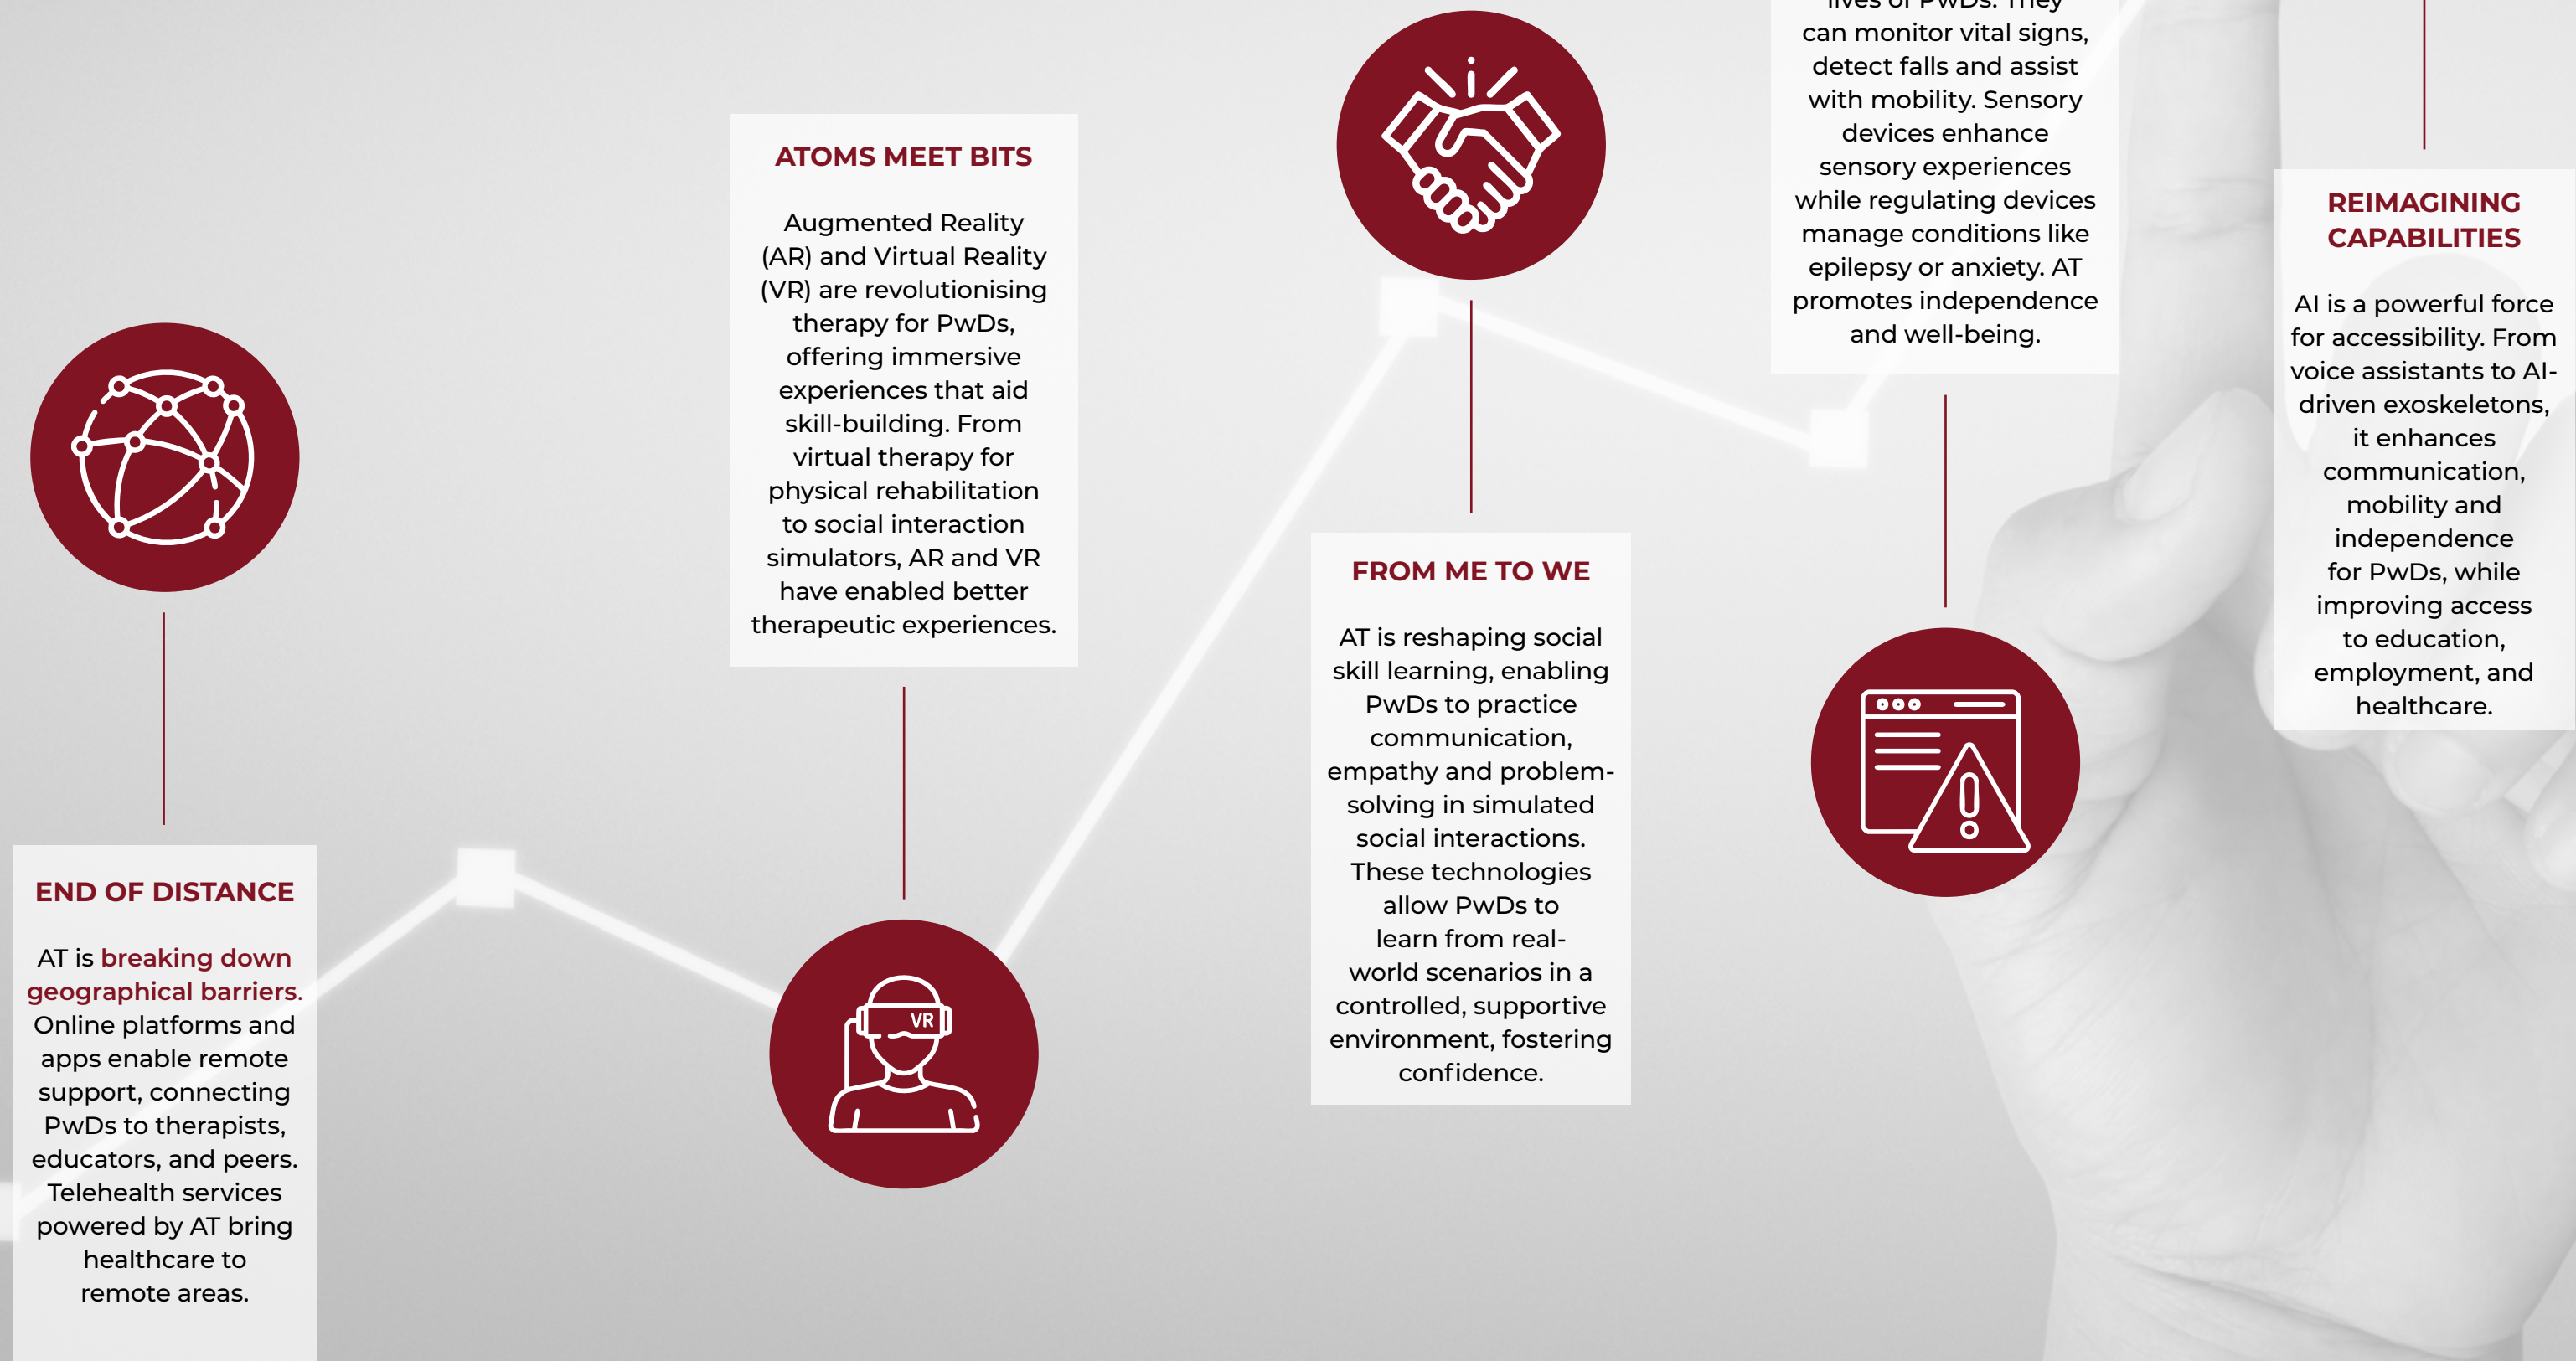 END OF DISTANCE
AT is breaking down
geographical barriers.
Online platforms and
apps enable remote
support, connecting
PwDs to therapists,
educators, and peers.
Telehealth services
powered by AT bring
healthcare to
remote areas.
ATOMS MEET BITS
Augmented Reality
(AR) and Virtual Reality
(VR) are revolutionising
therapy for PwDs,
offering immersive
experiences that aid
skill-building. From
virtual therapy for
physical rehabilitation
to social interaction
simulators, AR and VR
have enabled better
therapeutic experiences.
VR
FROM ME TO WE
AT is reshaping social
skill learning, enabling
PwDs to practice
communication,
empathy and problem-
solving in simulated
social interactions.
These technologies
allow PwDs to
learn from real-
world scenarios in a
controlled, supportive
environment, fostering
confidence.
lives of PwDs. They
can monitor vital signs,
detect falls and assist
with mobility. Sensory
devices enhance
sensory experiences
while regulating devices
manage conditions like
epilepsy or anxiety. AT
promotes independence
and well-being.
REIMAGINING
CAPABILITIES
AI is a powerful force
for accessibility. From
voice assistants to AI-
driven exoskeletons,
it enhances
communication,
mobility and
independence
for PwDs, while
improving access
to education,
employment, and
healthcare.